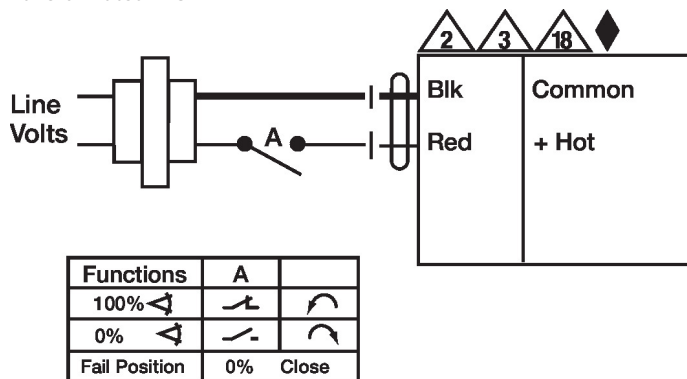 2 3 18
Line
Volts
Blk Common
A
Red + Hot
Functions A
100%
0%
Fail Position 0% Close